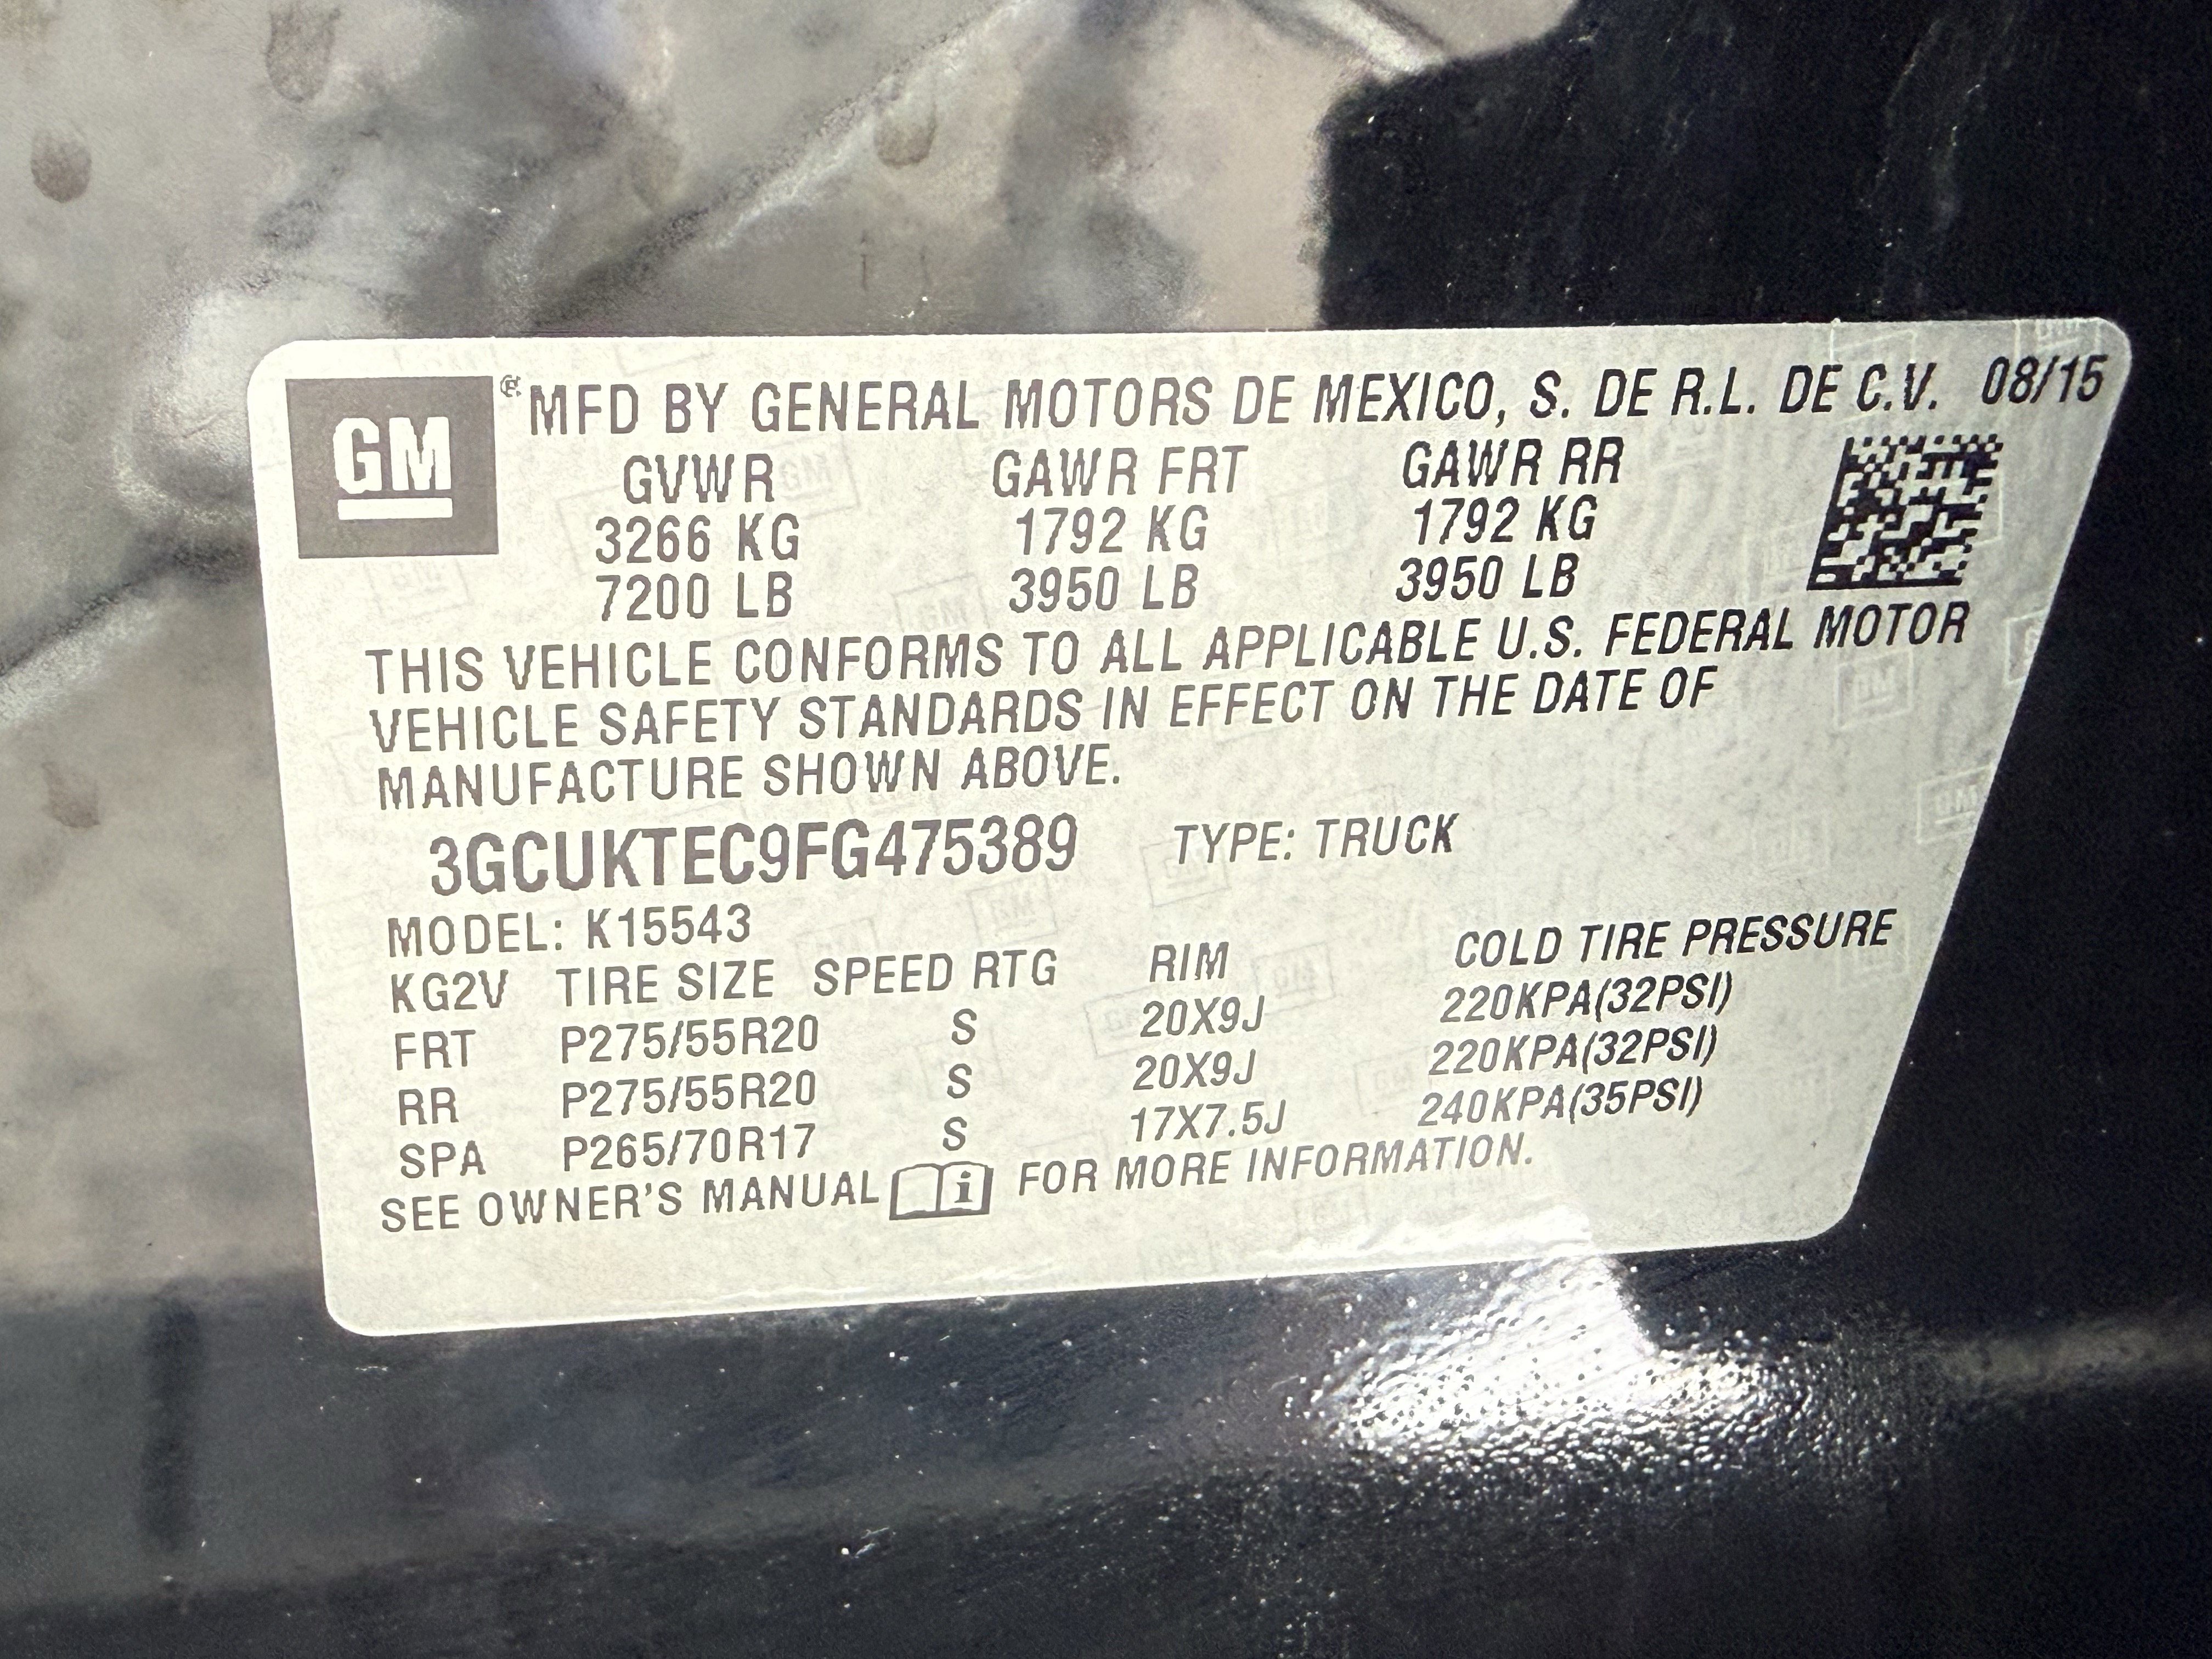 GM ® MFD BY GENERAL MOTORS DE MEXICO, S. DE R.L. DE C.V. 08/15
GVWR GAWR FRT GAWR RR
3266 KG 1792 KG 1792 KG
7200 LB 3950 LB 3950 LB
THIS VEHICLE CONFORMS TO ALL APPLICABLE U.S. FEDERAL MOTOR
VEHICLE SAFETY STANDARDS IN EFFECT ON THE DATE OF
MANUFACTURE SHOWN ABOVE.
3GCUKTEC9FG475389 TYPE: TRUCK
MODEL: K15543
KG2V TIRE SIZE SPEED RTG RIM COLD TIRE PRESSURE
FRT P275/55R20 S 20X9J 220KPA(32PSI)
RR P275/55R20 S 20X9J 220KPA(32PSI)
SPA P265/70R17 S 17X7.5J 240KPA(35PSI)
SEE OWNER'S MANUAL i FOR MORE INFORMATION.